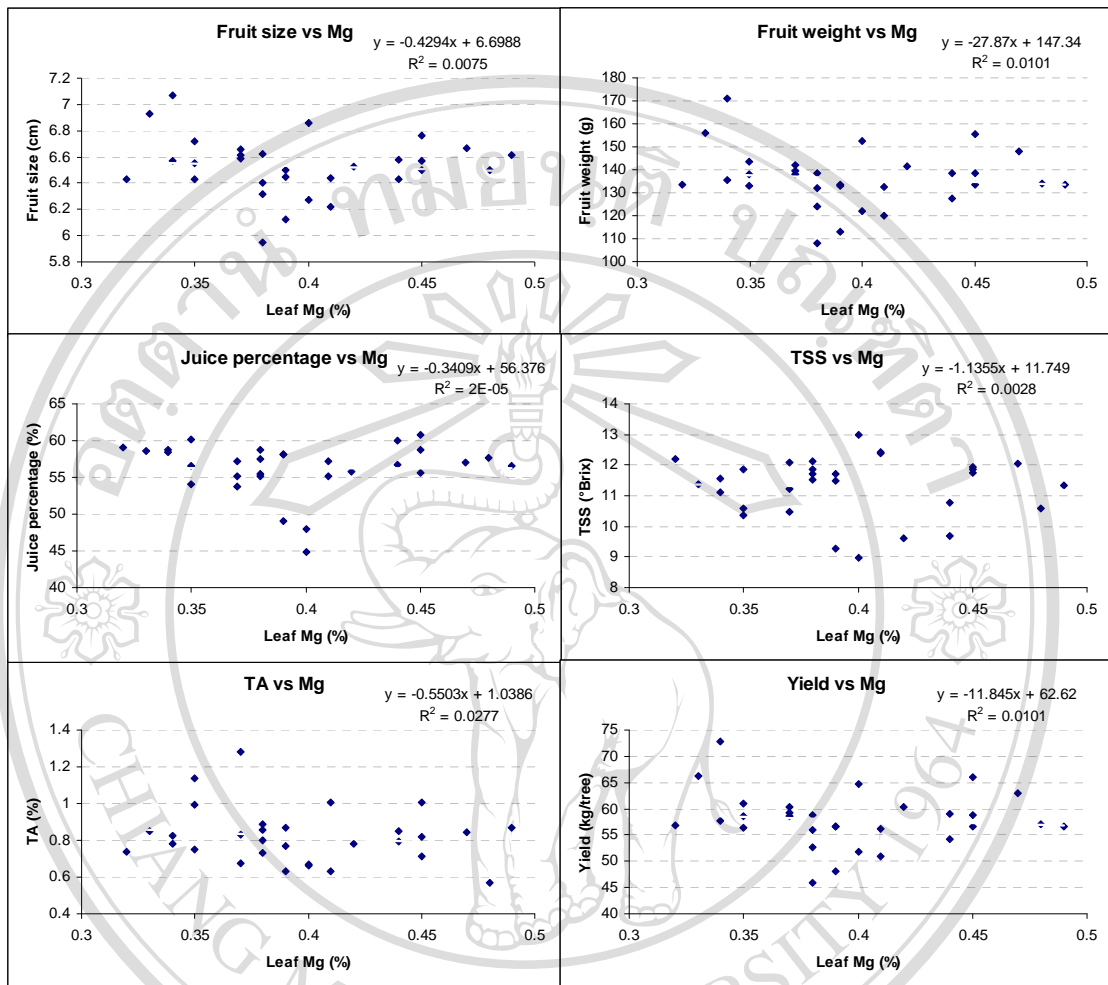 Fruit size vs Mg
y = -0.4294x + 6.6988
R² = 0.0075
Fruit size (cm)
7.2
7
6.8
6.6
6.4
6.2
6
5.8
0.3 0.35 0.4 0.45 0.5
Leaf Mg (%)
Fruit weight vs Mg
y = -27.87x + 147.34
R² = 0.0101
Fruit weight (g)
180
170
160
150
140
130
120
110
100
0.3 0.35 0.4 0.45 0.5
Leaf Mg (%)
Juice percentage vs Mg
y = -0.3409x + 56.376
R² = 2E-05
Juice percentage (%)
65
60
55
50
45
40
0.3 0.35 0.4 0.45 0.5
Leaf Mg (%)
TSS vs Mg
y = -1.1355x + 11.749
R² = 0.0028
TSS (°Brix)
14
13
12
11
10
9
8
0.3 0.35 0.4 0.45 0.5
Leaf Mg (%)
TA vs Mg
y = -0.5503x + 1.0386
R² = 0.0277
TA (%)
1.4
1.2
1
0.8
0.6
0.4
0.3 0.35 0.4 0.45 0.5
Leaf Mg (%)
Yield vs Mg
y = -11.845x + 62.62
R² = 0.0101
Yield (kg/tree)
75
70
65
60
55
50
45
40
0.3 0.35 0.4 0.45 0.5
Leaf Mg (%)
1964